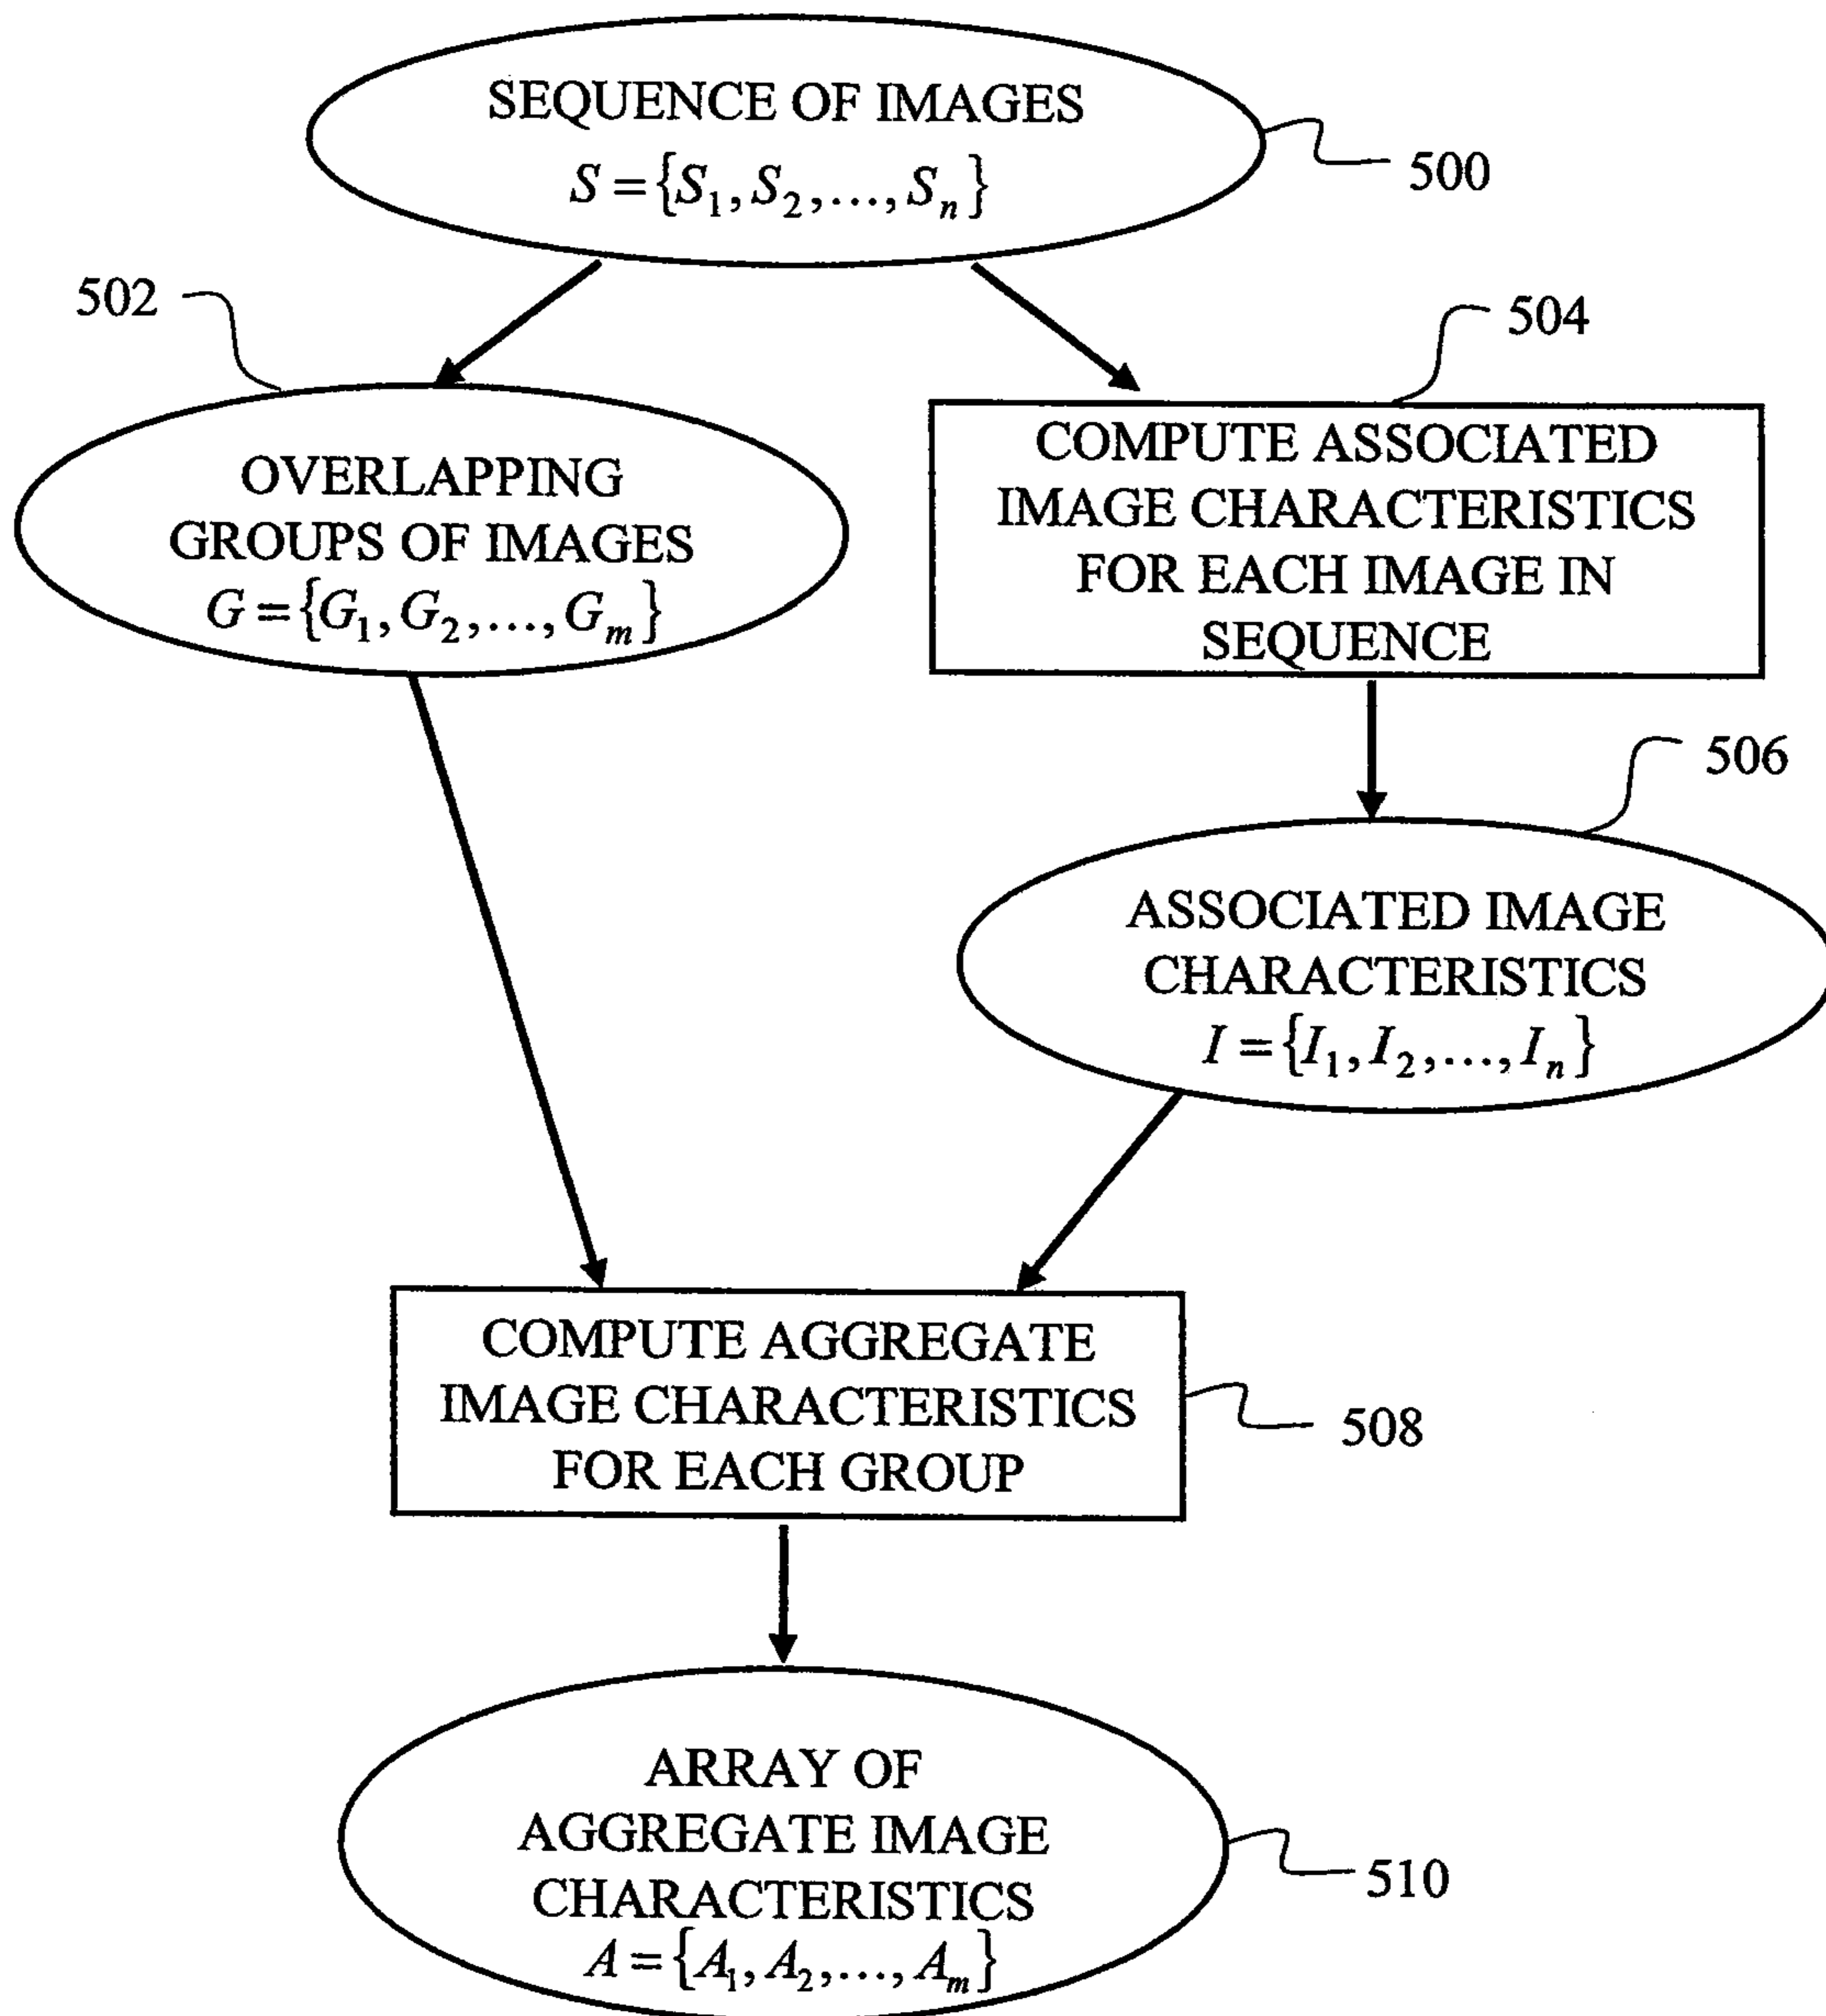 SEQUENCE OF IMAGES
S = {S₁, S₂, ..., Sₙ}
500
502
504
OVERLAPPING
GROUPS OF IMAGES
G = {G₁, G₂, ..., Gₘ}
COMPUTE ASSOCIATED
IMAGE CHARACTERISTICS
FOR EACH IMAGE IN
SEQUENCE
506
ASSOCIATED IMAGE
CHARACTERISTICS
I = {I₁, I₂, ..., Iₙ}
COMPUTE AGGREGATE
IMAGE CHARACTERISTICS
FOR EACH GROUP
508
ARRAY OF
AGGREGATE IMAGE
CHARACTERISTICS
A = {A₁, A₂, ..., Aₘ}
510